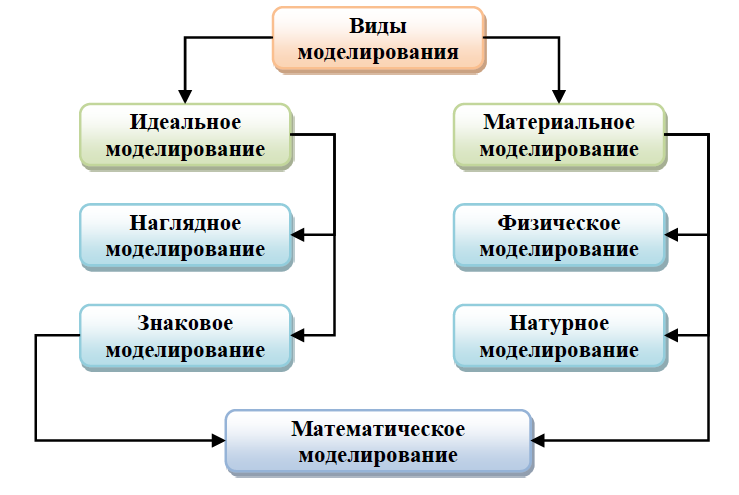 Виды
моделирования
Идеальное
моделирование
Материальное
моделирование
Наглядное
моделирование
Физическое
моделирование
Знаковое
моделирование
Натурное
моделирование
Математическое
моделирование